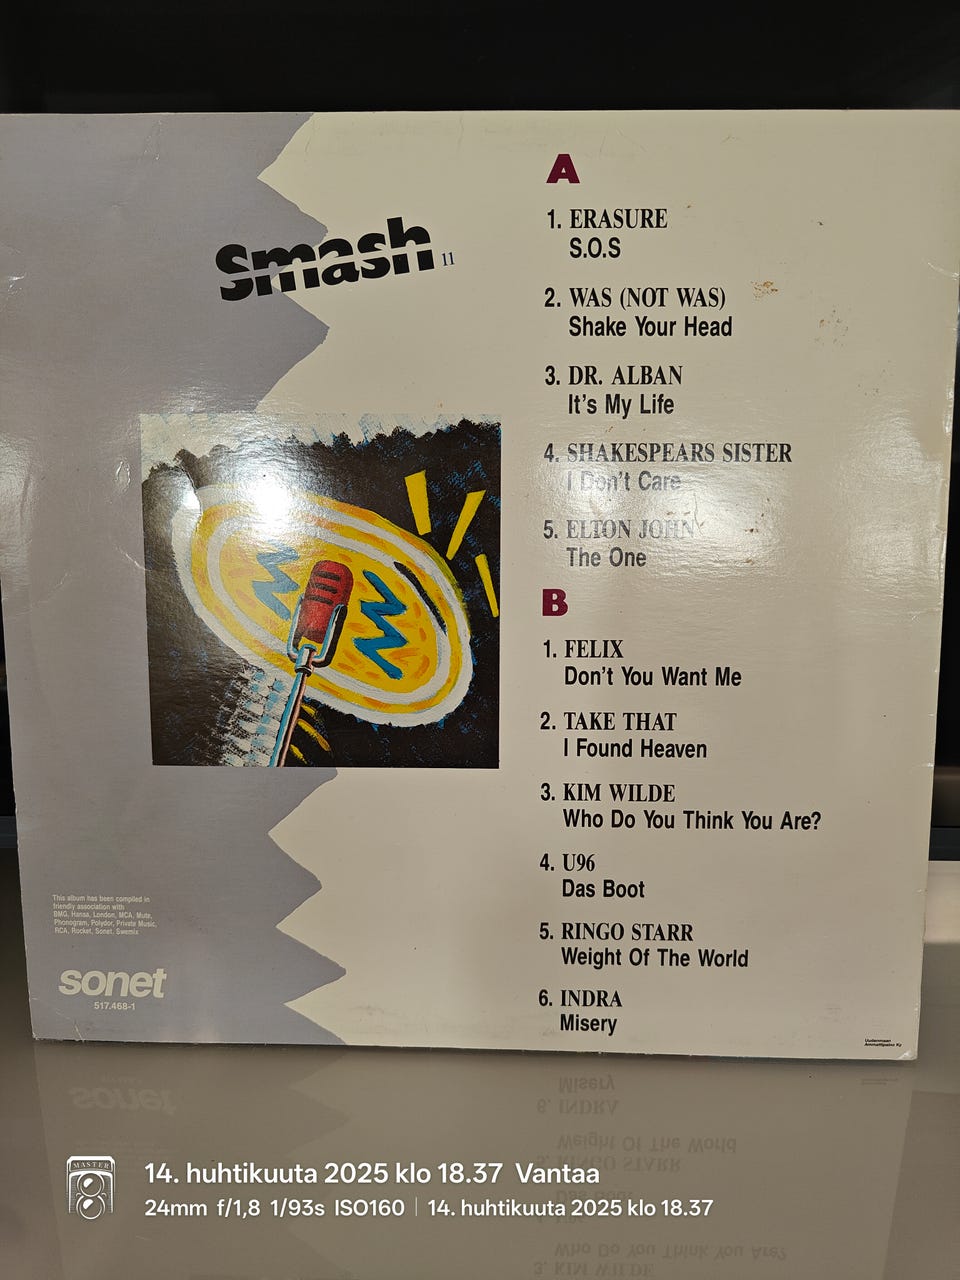 Smash 11
A
1. ERASURE
S.O.S
2. WAS (NOT WAS)
Shake Your Head
3. DR. ALBAN
It's My Life
4. SHAKESPEARS SISTER
I Don't Care
5. ELTON JOHN
The One
B
1. FELIX
Don't You Want Me
2. TAKE THAT
I Found Heaven
3. KIM WILDE
Who Do You Think You Are?
4. U96
Das Boot
5. RINGO STARR
Weight Of The World
6. INDRA
Misery
This album has been compiled in
friendly association with
BMG, Hansa, London, MCA, Mute,
Phonogram, Polydor, Private Music,
RCA, Rocket, Sonet, Swemix
sonet
517.468-1
Uudenmaan
Ammattipaino Ky
MASTER
14. huhtikuuta 2025 klo 18.37 Vantaa
24mm f/1,8 1/93s ISO160 | 14. huhtikuuta 2025 klo 18.37